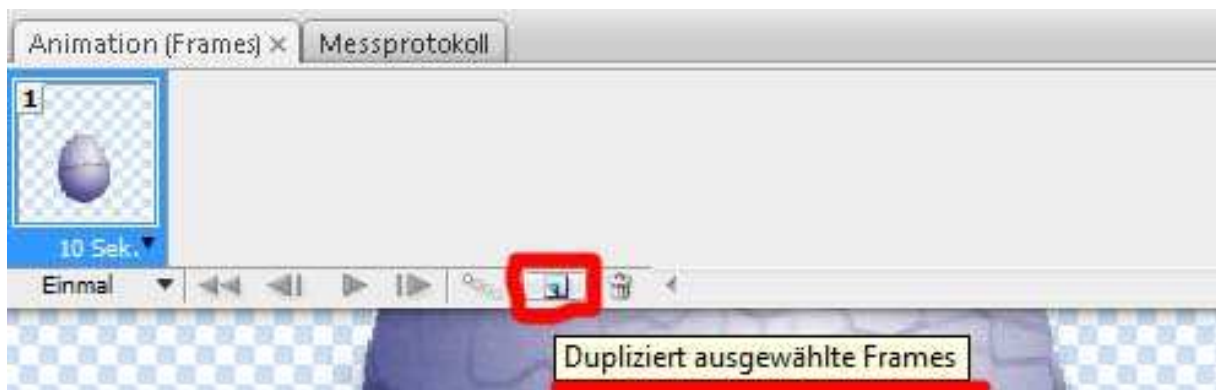 Animation (Frames) × Messprotokoll
1
10 Sek.
Einmal
Dupliziert ausgewählte Frames